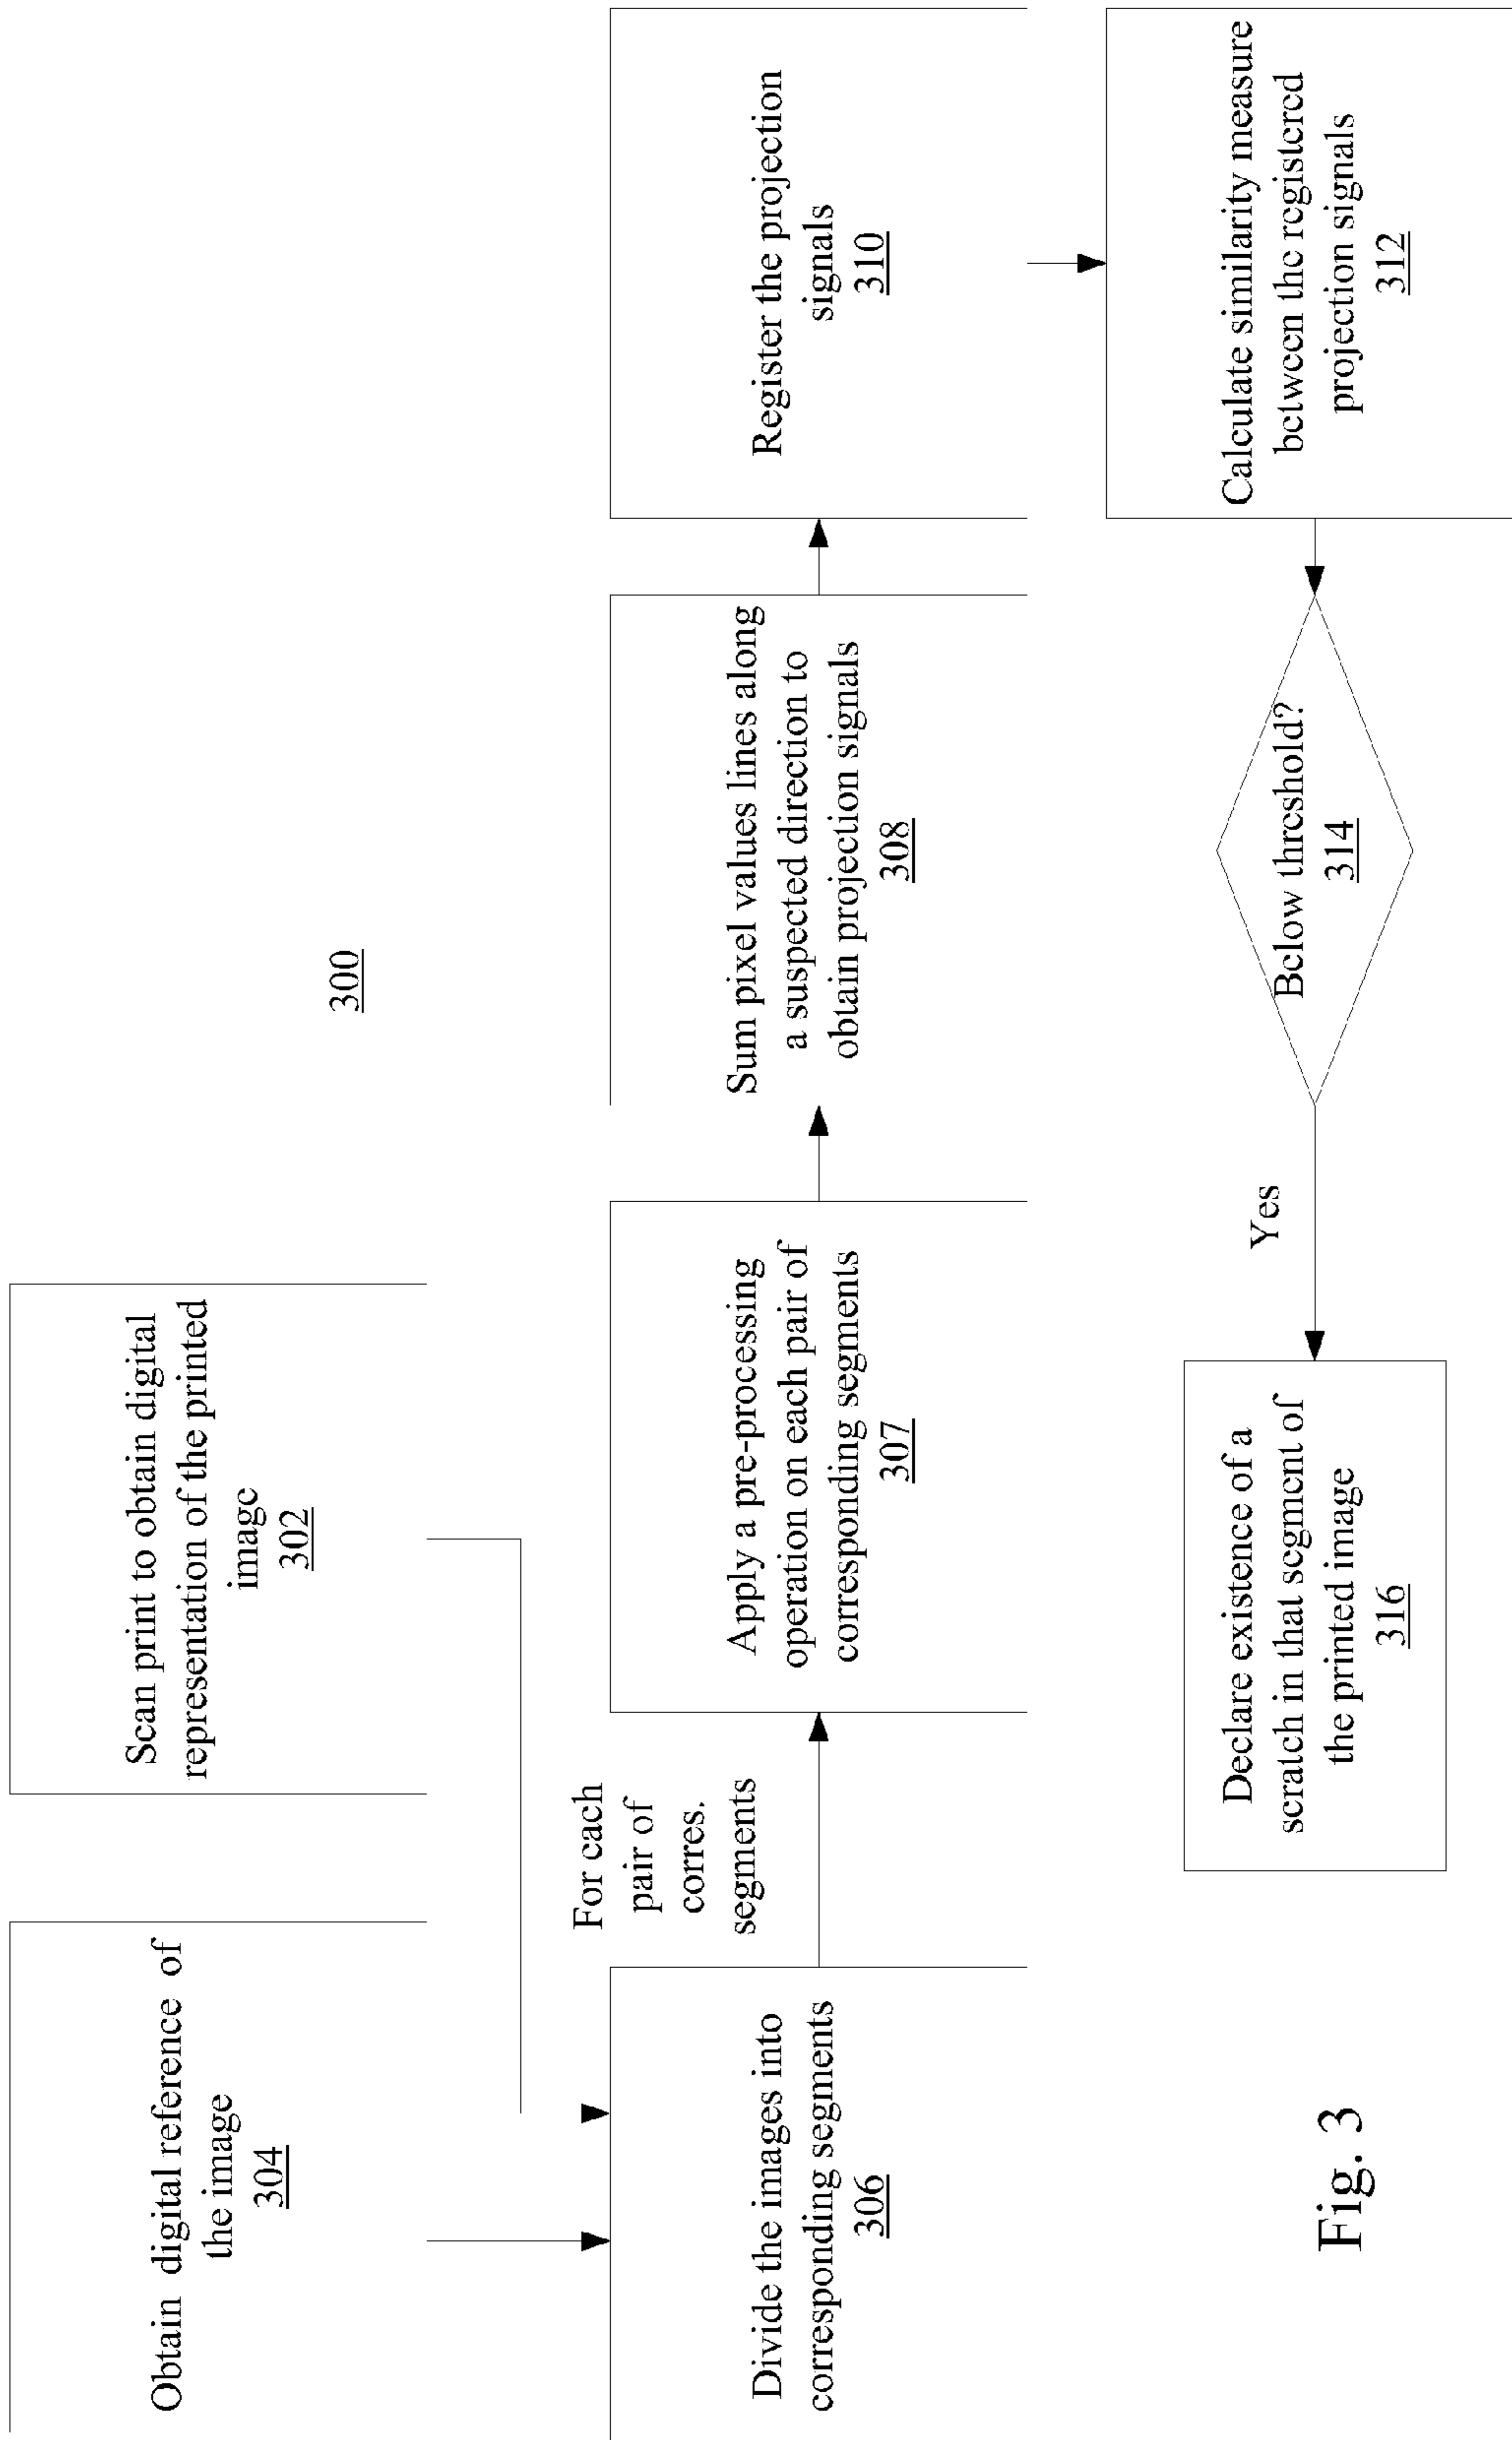 300
Obtain digital reference of
the image
304
Scan print to obtain digital
representation of the printed
image
302
Divide the images into
corresponding segments
306
For each
pair of
corres.
segments
Apply a pre-processing
operation on each pair of
corresponding segments
307
Sum pixel values lines along
a suspected direction to
obtain projection signals
308
Register the projection
signals
310
Calculate similarity measure
between the registered
projection signals
312
Below threshold?
314
Yes
Declare existence of a
scratch in that segment of
the printed image
316
Fig. 3